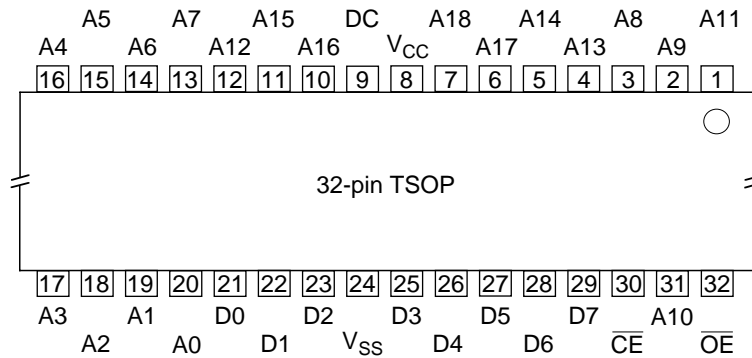 A5 A7 A15 DC A18 A14 A8 A11
A4 A6 A12 A16 VCC A17 A13 A9
16 15 14 13 12 11 10 9 8 7 6 5 4 3 2 1
32-pin TSOP
17 18 19 20 21 22 23 24 25 26 27 28 29 30 31 32
A3 A1 D0 D2 D3 D5 D7 CE A10 OE
A2 A0 D1 VSS D4 D6